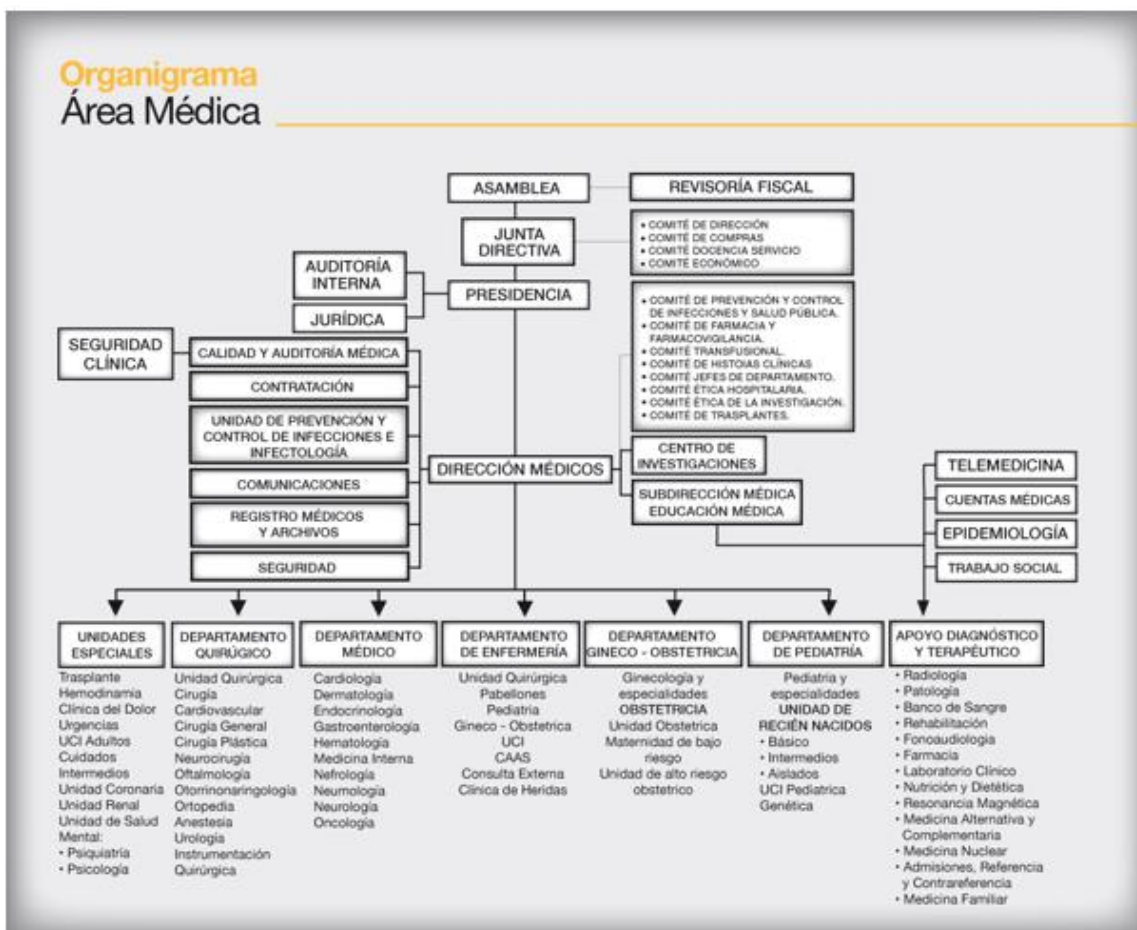 Organigrama
Área Médica
ASAMBLEA
REVISORÍA FISCAL
JUNTA
DIRECTIVA
• COMITÉ DE DIRECCIÓN
• COMITÉ DE COMPRAS
• COMITÉ DOCENCIA SERVICIO
• COMITÉ ECONÓMICO
AUDITORÍA
INTERNA
PRESIDENCIA
JURÍDICA
• COMITÉ DE PREVENCIÓN Y CONTROL
DE INFECCIONES Y SALUD PÚBLICA.
• COMITÉ DE FARMACIA Y
FARMACOVIGILANCIA.
• COMITÉ TRANSFUSIONAL.
• COMITÉ DE HISTOIAS CLÍNICAS
• COMITÉ JEFES DE DEPARTAMENTO.
• COMITÉ ÉTICA HOSPITALARIA.
• COMITÉ ÉTICA DE LA INVESTIGACIÓN.
• COMITÉ DE TRASPLANTES.
SEGURIDAD
CLÍNICA
CALIDAD Y AUDITORÍA MÉDICA
CONTRATACIÓN
UNIDAD DE PREVENCIÓN Y
CONTROL DE INFECCIONES E
INFECTOLOGÍA
COMUNICACIONES
REGISTRO MÉDICOS
Y ARCHIVOS
SEGURIDAD
DIRECCIÓN MÉDICOS
CENTRO DE
INVESTIGACIONES
SUBDIRECCIÓN MÉDICA
EDUCACIÓN MÉDICA
TELEMEDICINA
CUENTAS MÉDICAS
EPIDEMIOLOGÍA
TRABAJO SOCIAL
UNIDADES
ESPECIALES
Trasplante
Hemodinamia
Clínica del Dolor
Urgencias
UCI Adultos
Cuidados
Intermedios
Unidad Coronaria
Unidad Renal
Unidad de Salud
Mental:
• Psiquiatría
• Psicología
DEPARTAMENTO
QUIRÚGICO
Unidad Quirúrgica
Cirugía
Cardiovascular
Cirugía General
Cirugía Plástica
Neurocirugía
Oftalmología
Otorrinonaringología
Ortopedia
Anestesia
Urología
Instrumentación
Quirúrgica
DEPARTAMENTO
MÉDICO
Cardiología
Dermatología
Endocrinología
Gastroenterología
Hematología
Medicina Interna
Nefrología
Neumología
Neurología
Oncología
DEPARTAMENTO
DE ENFERMERÍA
Unidad Quirúrgica
Pabellones
Pediatria
Gineco - Obstetrica
UCI
CAAS
Consulta Externa
Clínica de Heridas
DEPARTAMENTO
GINECO - OBSTETRICIA
Ginecología y
especialidades
OBSTETRICIA
Unidad Obstetrica
Maternidad de bajo
riesgo
Unidad de alto riesgo
obstetrico
DEPARTAMENTO
DE PEDIATRÍA
Pediatria y
especialidades
UNIDAD DE
RECIÉN NACIDOS
• Básico
• Intermedios
• Aislados
UCI Pediatrica
Genética
APOYO DIAGNÓSTICO
Y TERAPÉUTICO
• Radiología
• Patología
• Banco de Sangre
• Rehabilitación
• Fonoaudiologia
• Farmacia
• Laboratorio Clínico
• Nutrición y Dietética
• Resonancia Magnética
• Medicina Alternativa y
Complementaria
• Medicina Nuclear
• Admisiones, Referencia
y Contrareferencia
• Medicina Familiar